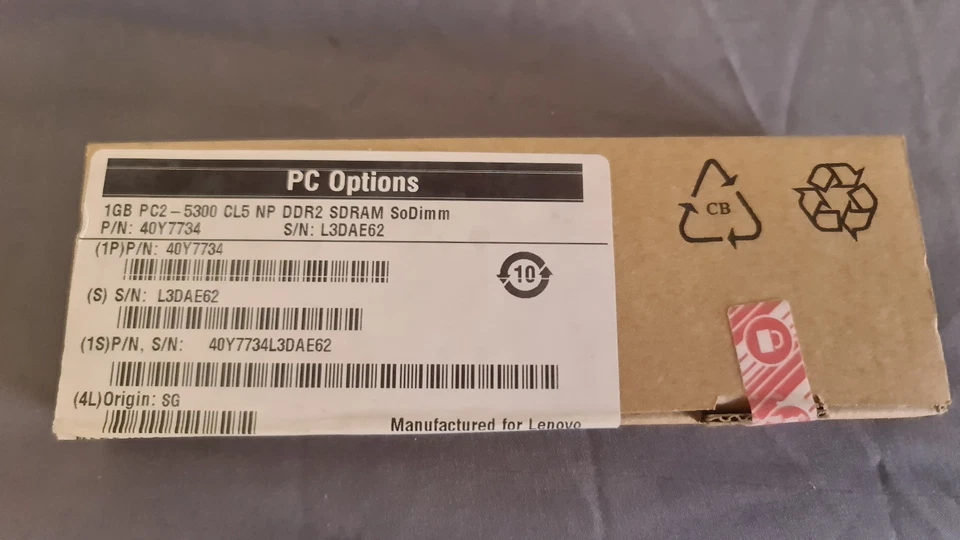 PC Options
1GB PC2-5300 CL5 NP DDR2 SDRAM SoDimm
P/N: 40Y7734 S/N: L3DAE62
(1P)P/N: 40Y7734
10
(S) S/N: L3DAE62
(1S)P/N, S/N: 40Y7734L3DAE62
(4L)Origin: SG
Manufactured for Lenovo
CB